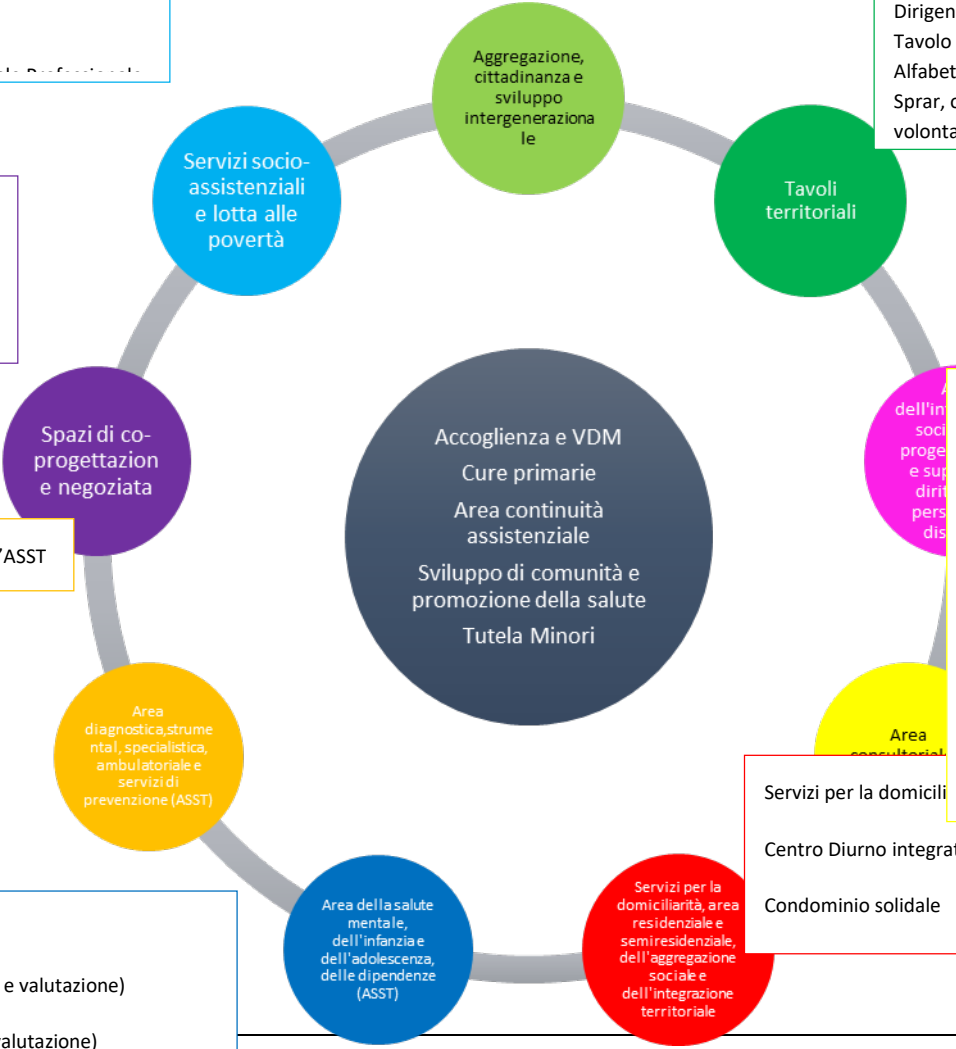 Dirigen
Tavolo
Alfabet
Sprar, c
volonta
Aggregazione,
cittadinanza e
sviluppo
intergeneraziona
le
Servizi socio-
assistenziali
e lotta alle
povertà
Tavoli
territoriali
Spazi di co-
progettazion
e negoziata
dell'in
soci
proge
e sup
dirit
pers
dis
Accoglienza e VDM
Cure primarie
Area continuità
assistenziale
Sviluppo di comunità e
promozione della salute
Tutela Minori
'ASST
Area
diagnostica,strume
ntal, specialistica,
ambulatoriale e
servizi di
prevenzione (ASST)
Area
Servizi per la domicili
Centro Diurno integrat
Condominio solidale
Area della salute
mentale,
dell'infanzia e
dell'adolescenza,
delle dipendenze
(ASST)
Servizi per la
domiciliarità, area
residenziale e
semiresidenziale,
dell'aggregazione
sociale e
dell'integrazione
territoriale
e valutazione)
valutazione)